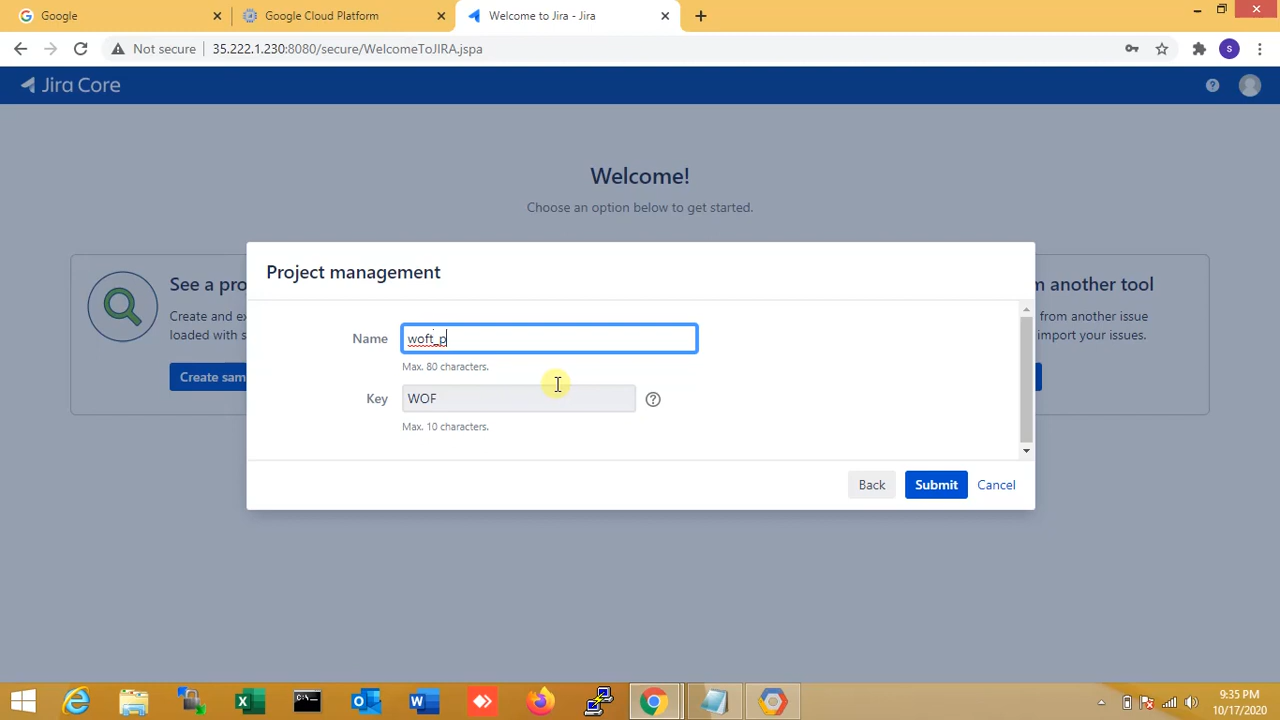 Google
Google Cloud Platform
Welcome to Jira - Jira
Not secure
35.222.1.230:8080/secure/WelcomeToJIRA.jspa
S
Jira Core
Welcome!
Choose an option below to get started.
See a pro
Create and ex
loaded with s
Create sam
m another tool
from another issue
import your issues.
Project management
Name
woft_p
Max. 80 characters.
Key
WOF
Max. 10 characters.
Back
Submit
Cancel
9:35 PM
10/17/2020